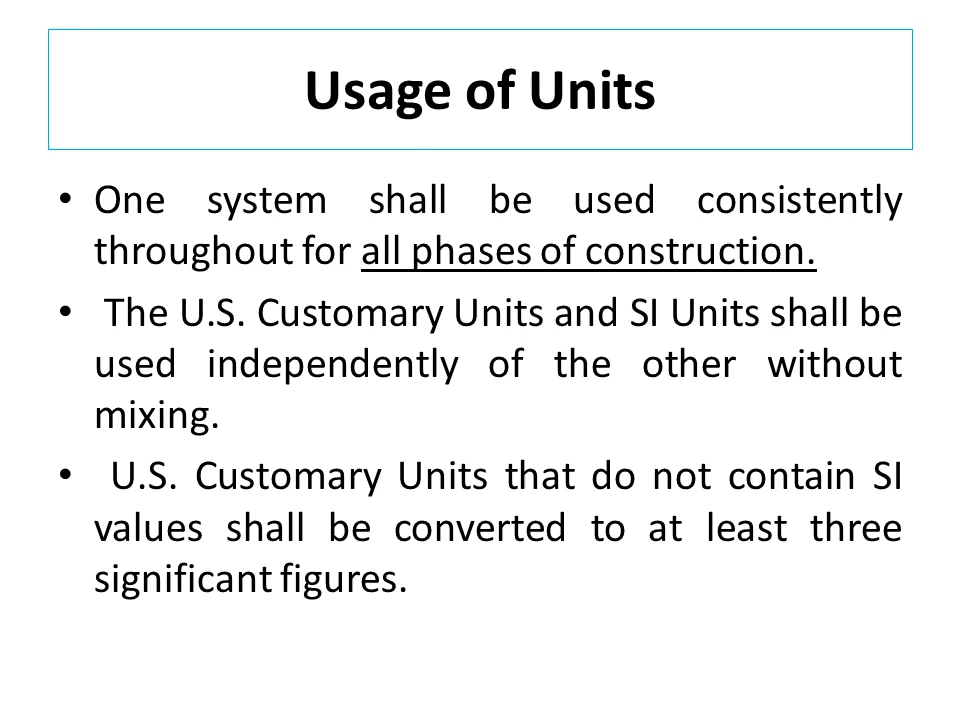 Usage of Units
• One system shall be used consistently
throughout for all phases of construction.
• The U.S. Customary Units and SI Units shall be
used independently of the other without
mixing.
• U.S. Customary Units that do not contain SI
values shall be converted to at least three
significant figures.